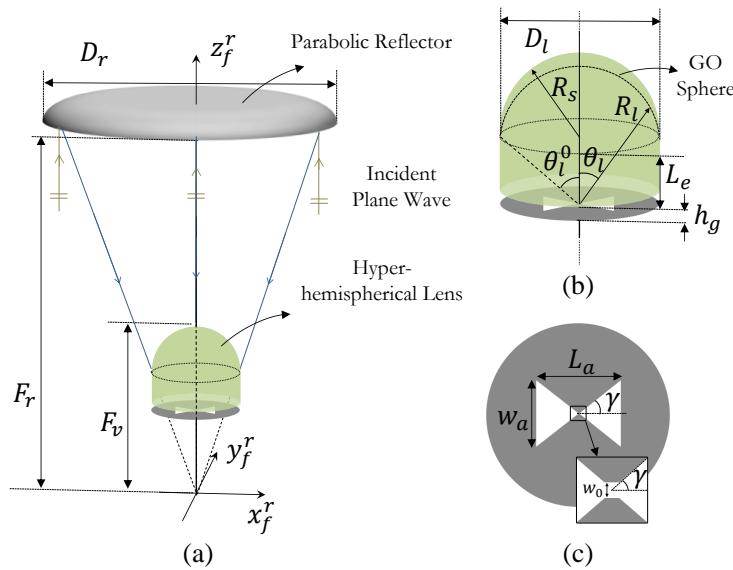 D_r
z_f^r
Parabolic Reflector
Incident
Plane Wave
Hyper-
hemispherical Lens
F_r
F_v
y_f^r
x_f^r
(a)
D_l
GO
Sphere
R_s
R_l
θ_l^0
θ_l
L_e
h_g
(b)
L_a
w_a
γ
w_0
γ
(c)